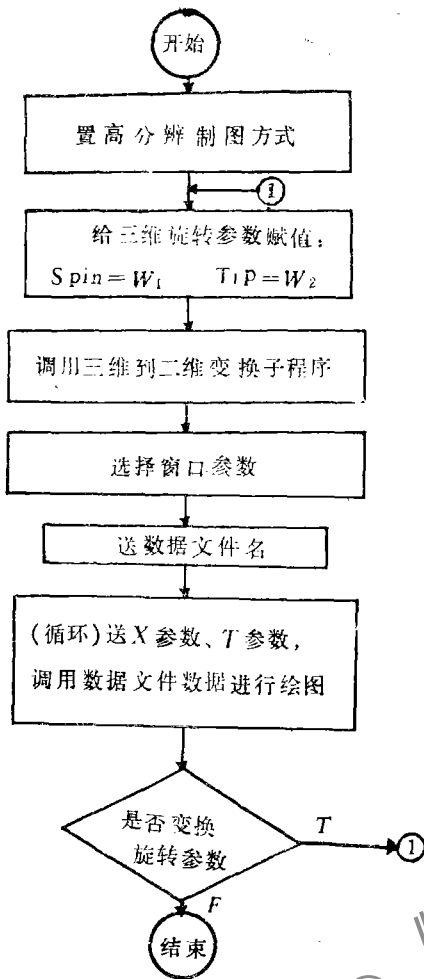 开始
置高分辨制图方式
1
给三维旋转参数赋值：
Spin=W₁ Tip=W₂
调用三维到二维变换子程序
选择窗口参数
送数据文件名
(循环)送X参数、T参数，
调用数据文件数据进行绘图
是否变换
旋转参数
T
1
F
结束